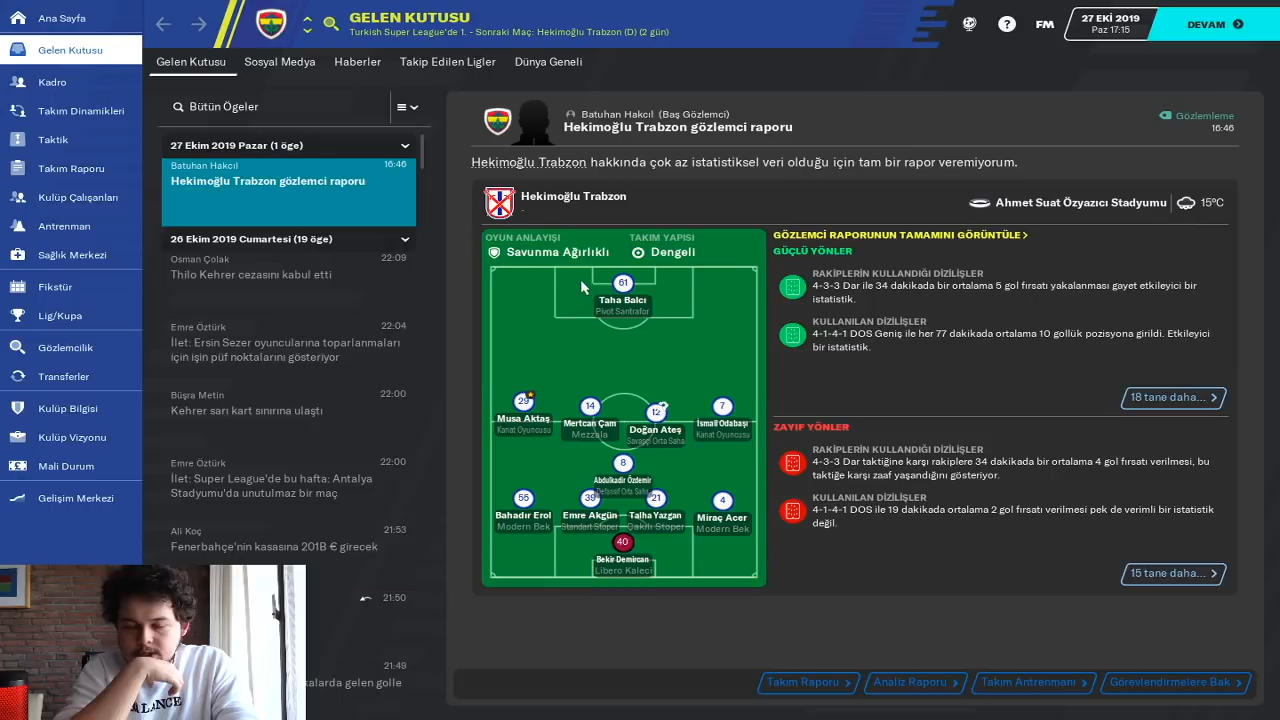 Ana Sayfa
Gelen Kutusu
Kadro
Takım Dinamikleri
Taktik
Takım Raporu
Kulüp Çalışanları
Antrenman
Sağlık Merkezi
Fikstür
Lig/Kupa
Gözlemcilik
Transferler
Kulüp Bilgisi
Kulüp Vizyonu
Mali Durum
Gelişim Merkezi
GELEN KUTUSU
Turkish Super League'de 1. - Sonraki Maç: Hekimoğlu Trabzon (D) (2 gün)
FM
27 EKİ 2019
Paz 17:15
DEVAM
Gelen Kutusu
Sosyal Medya
Haberler
Takip Edilen Ligler
Dünya Geneli
Bütün Ögeler
27 Ekim 2019 Pazar (1 öge)
Batuhan Hakcıl 16:46
Hekimoğlu Trabzon gözlemci raporu
26 Ekim 2019 Cumartesi (19 öge)
Osman Çolak 22:09
Thilo Kehrer cezasını kabul etti
Emre Öztürk 22:04
İlet: Ersin Sezer oyuncularına toparlanmaları
için işin püf noktalarını gösteriyor
Büşra Metin 22:00
Kehrer sarı kart sınırına ulaştı
Emre Öztürk 22:00
İlet: Super League'de bu hafta: Antalya
Stadyumu'da unutulmaz bir maç
Ali Koç 21:53
Fenerbahçe'nin kasasına 201B € girecek
21:50
21:49
kalarda gelen golle
Batuhan Hakcıl (Baş Gözlemci)
Hekimoğlu Trabzon gözlemci raporu
Gözlemleme
16:46
Hekimoğlu Trabzon hakkında çok az istatistiksel veri olduğu için tam bir rapor veremiyorum.
Hekimoğlu Trabzon
-
Ahmet Suat Özyazıcı Stadyumu
15°C
OYUN ANLAYIŞI
Savunma Ağırlıklı
TAKIM YAPISI
Dengeli
61
Taha Balcı
Pivot Santrafor
29
Musa Aktaş
Kanat Oyuncusu
14
Mertcan Çam
Mezzala
12
Doğan Ateş
Savaşçı Orta Saha
7
İsmail Odabaşı
Kanat Oyuncusu
8
Abdulkadir Özdemir
Defansif Orta Saha
55
Bahadır Erol
Modern Bek
39
Emre Akgün
Standart Stoper
21
Talha Yazgan
Çakılı Stoper
4
Miraç Acer
Modern Bek
40
Bekir Demircan
Libero Kaleci
GÖZLEMCİ RAPORUNUN TAMAMINI GÖRÜNTÜLE >
GÜÇLÜ YÖNLER
RAKİPLERİN KULLANDIĞI DİZİLİŞLER
4-3-3 Dar ile 34 dakikada bir ortalama 5 gol fırsatı yakalanması gayet etkileyici bir
istatistik.
KULLANILAN DİZİLİŞLER
4-1-4-1 DOS Geniş ile her 77 dakikada ortalama 10 gollük pozisyona girildi. Etkileyici
bir istatistik.
18 tane daha...
ZAYIF YÖNLER
RAKİPLERİN KULLANDIĞI DİZİLİŞLER
4-3-3 Dar taktiğine karşı rakiplere 34 dakikada bir ortalama 4 gol fırsatı verilmesi, bu
taktiğe karşı zaaf yaşandığını gösteriyor.
KULLANILAN DİZİLİŞLER
4-1-4-1 DOS ile 19 dakikada ortalama 2 gol fırsatı verilmesi pek de verimli bir istatistik
değil.
15 tane daha...
Takım Raporu
Analiz Raporu
Takım Antrenmanı
Görevlendirmelere Bak